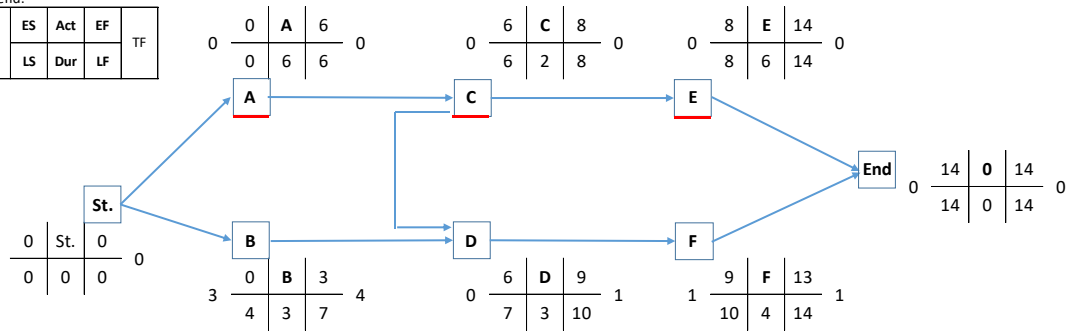 ES Act EF TF
LS Dur LF
0 0 A 6 0
0 6 6
0 6 C 8 0
6 2 8
0 8 E 14 0
8 6 14
A
C
E
End
0 14 0 14 0
14 0 14
St.
0 St. 0 0
0 0 0
B
D
F
3 0 B 3 4
4 3 7
0 6 D 9 1
7 3 10
1 9 F 13 1
10 4 14